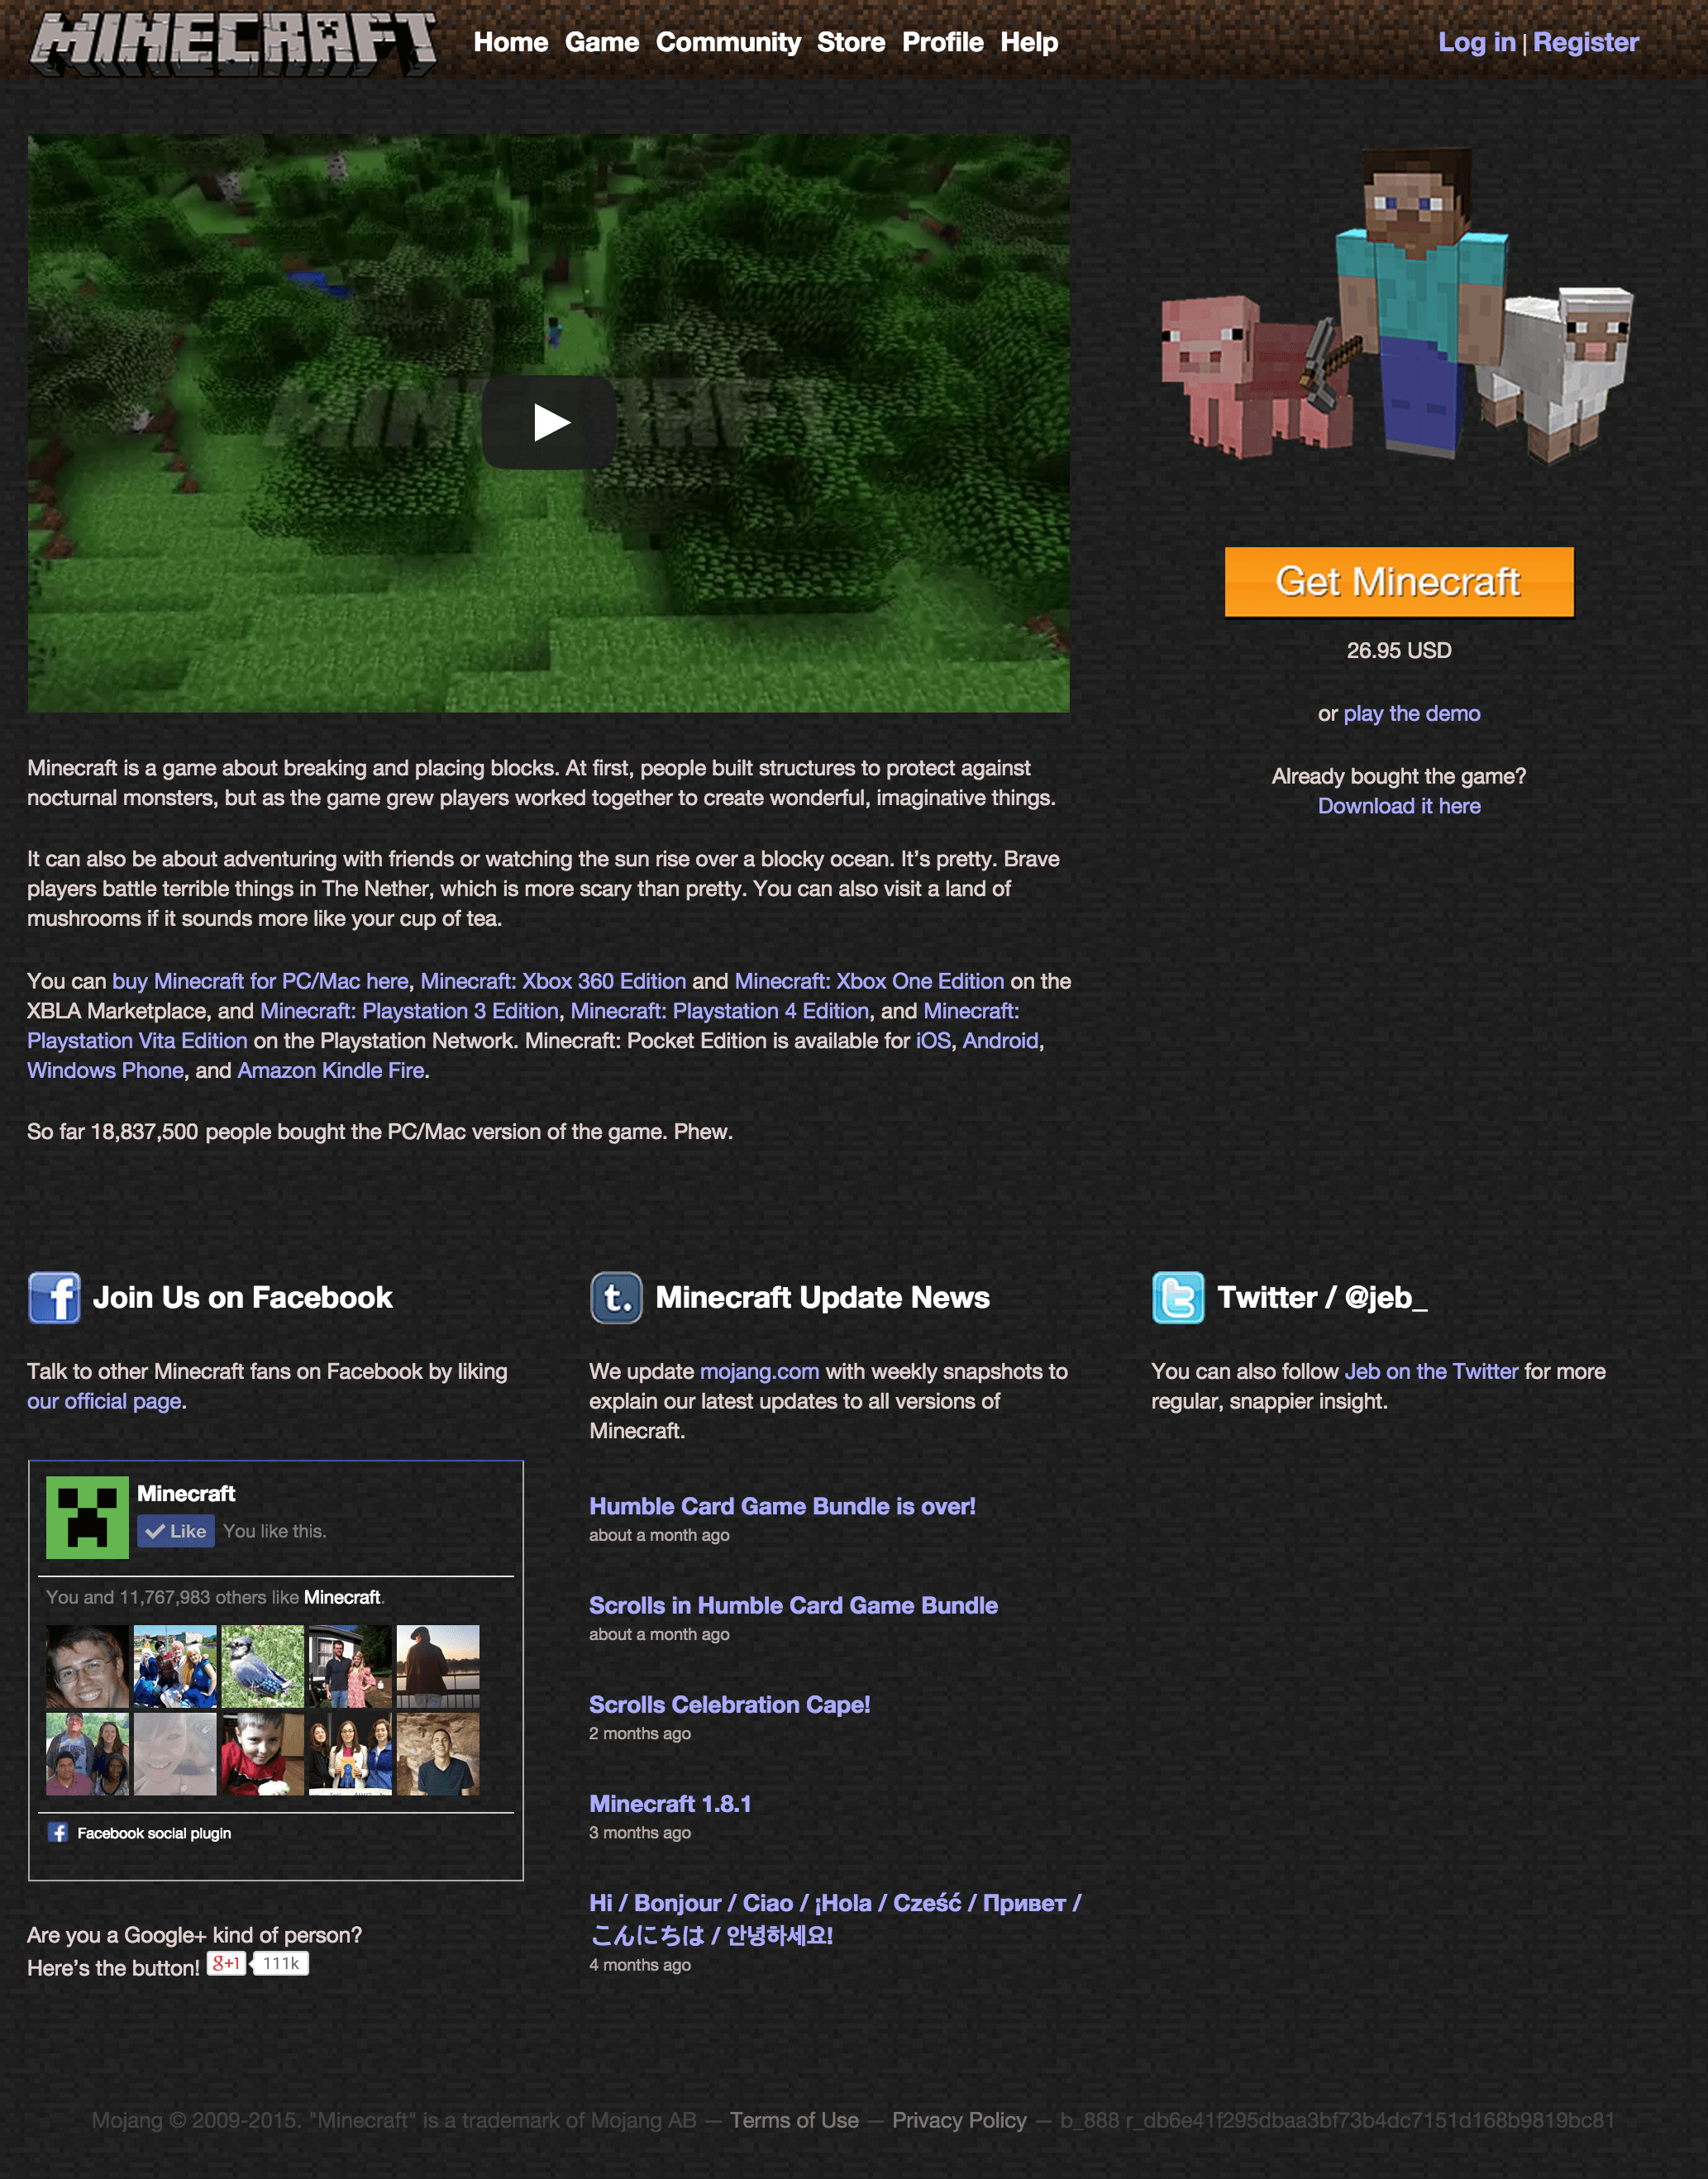 MINECRAFT
Home Game Community Store Profile Help
Log in | Register
MINECRAFT
Get Minecraft
26.95 USD
or play the demo
Already bought the game?
Download it here
Minecraft is a game about breaking and placing blocks. At first, people built structures to protect against
nocturnal monsters, but as the game grew players worked together to create wonderful, imaginative things.
It can also be about adventuring with friends or watching the sun rise over a blocky ocean. It’s pretty. Brave
players battle terrible things in The Nether, which is more scary than pretty. You can also visit a land of
mushrooms if it sounds more like your cup of tea.
You can buy Minecraft for PC/Mac here, Minecraft: Xbox 360 Edition and Minecraft: Xbox One Edition on the
XBLA Marketplace, and Minecraft: Playstation 3 Edition, Minecraft: Playstation 4 Edition, and Minecraft:
Playstation Vita Edition on the Playstation Network. Minecraft: Pocket Edition is available for iOS, Android,
Windows Phone, and Amazon Kindle Fire.
So far 18,837,500 people bought the PC/Mac version of the game. Phew.
Join Us on Facebook
Talk to other Minecraft fans on Facebook by liking
our official page.
Minecraft
Like You like this.
You and 11,767,983 others like Minecraft.
Facebook social plugin
Are you a Google+ kind of person?
Here’s the button! g+1 111k
Minecraft Update News
We update mojang.com with weekly snapshots to
explain our latest updates to all versions of
Minecraft.
Humble Card Game Bundle is over!
about a month ago
Scrolls in Humble Card Game Bundle
about a month ago
Scrolls Celebration Cape!
2 months ago
Minecraft 1.8.1
3 months ago
Hi / Bonjour / Ciao / ¡Hola / Cześć / Привет /
こんにちは / 안녕하세요!
4 months ago
Twitter / @jeb_
You can also follow Jeb on the Twitter for more
regular, snappier insight.
Mojang © 2009-2015. "Minecraft" is a trademark of Mojang AB — Terms of Use — Privacy Policy — b_888 r_db6e41f295dbaa3bf73b4dc7151d168b9819bc81